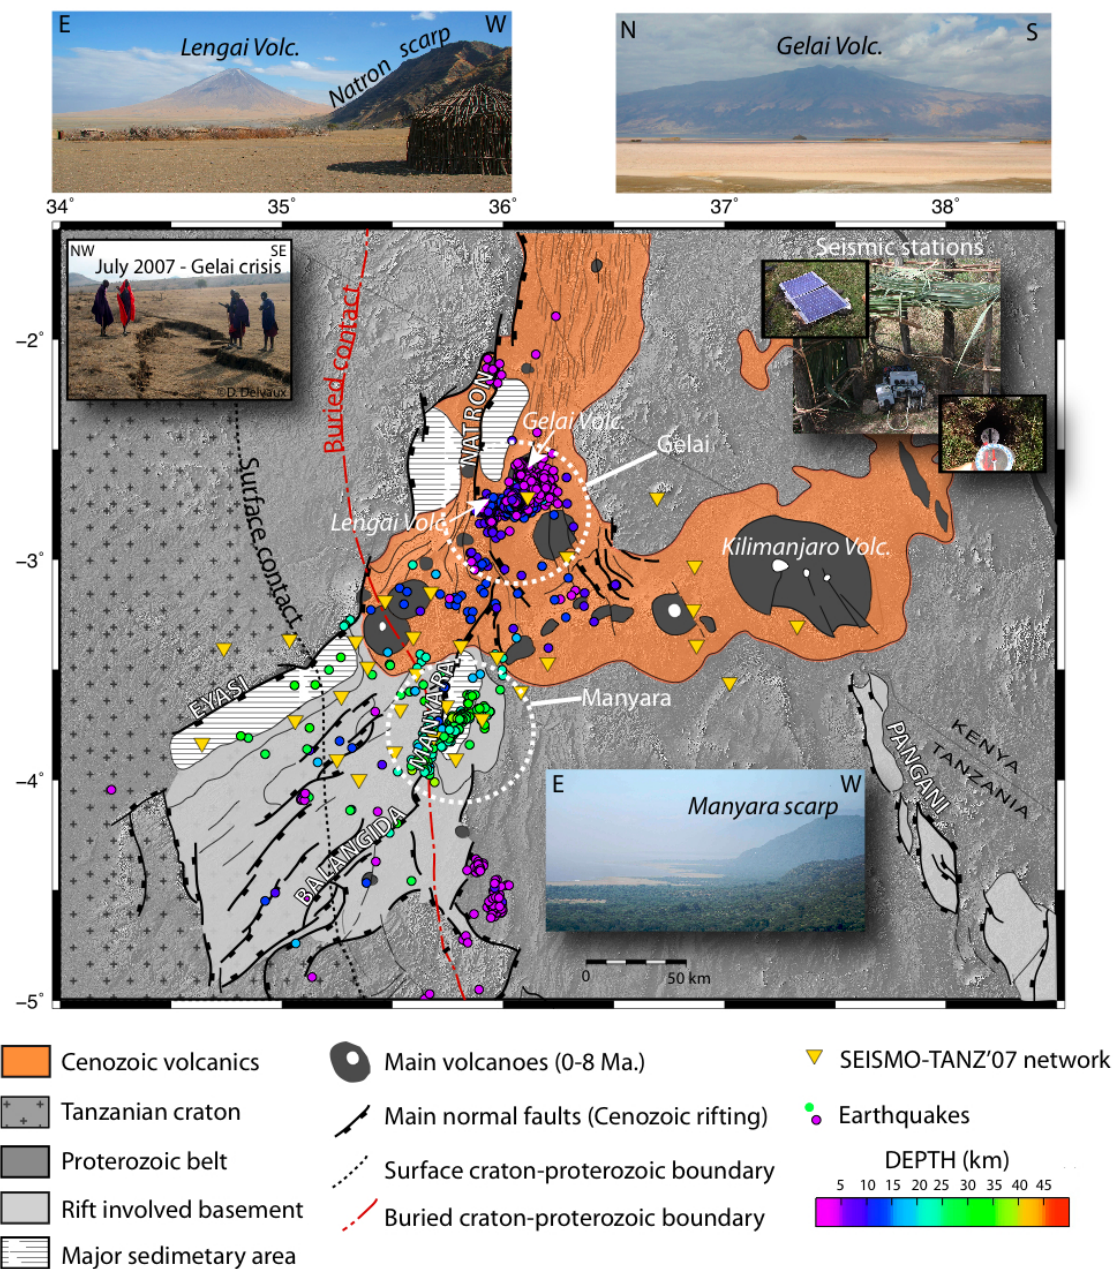 E
Lengai Volc.
Natron scarp
W
N
Gelai Volc.
S
34°
35°
36°
37°
38°
NW
SE
July 2007 - Gelai crisis
©D. Delvaux
Seismic stations
−2°
−3°
−4°
−5°
Buried contact
Surface contact
NATRON
Gelai Volc.
Gelai
Lengai Volc.
Kilimanjaro Volc.
EYASI
MANYARA
Manyara
PANGANI
KENYA
TANZANIA
BALANGIDA
E
W
Manyara scarp
0
50 km
Cenozoic volcanics
Main volcanoes (0-8 Ma.)
SEISMO-TANZ'07 network
Tanzanian craton
Main normal faults (Cenozoic rifting)
Earthquakes
Proterozoic belt
Surface craton-proterozoic boundary
DEPTH (km)
5 10 15 20 25 30 35 40 45
Rift involved basement
Buried craton-proterozoic boundary
Major sedimetary area